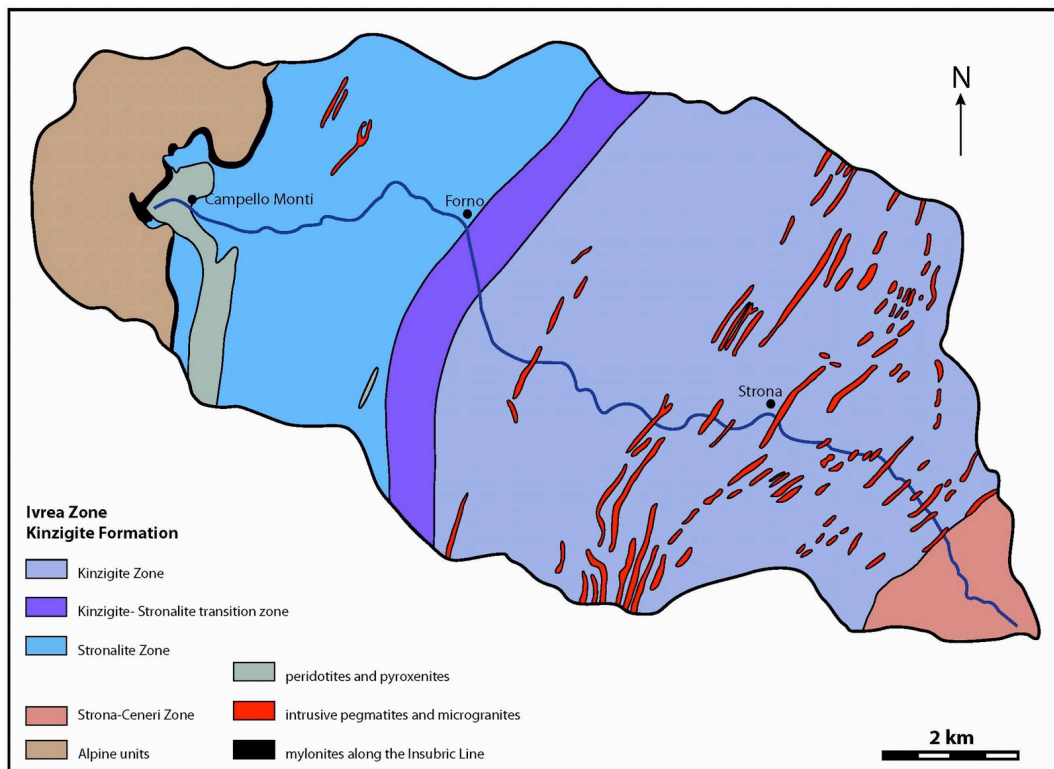 N
Campello Monti
Forno
Strona
Ivrea Zone
Kinzigite Formation
Kinzigite Zone
Kinzigite- Stronalite transition zone
Stronalite Zone
peridotites and pyroxenites
Strona-Ceneri Zone
intrusive pegmatites and microgranites
Alpine units
mylonites along the Insubric Line
2 km